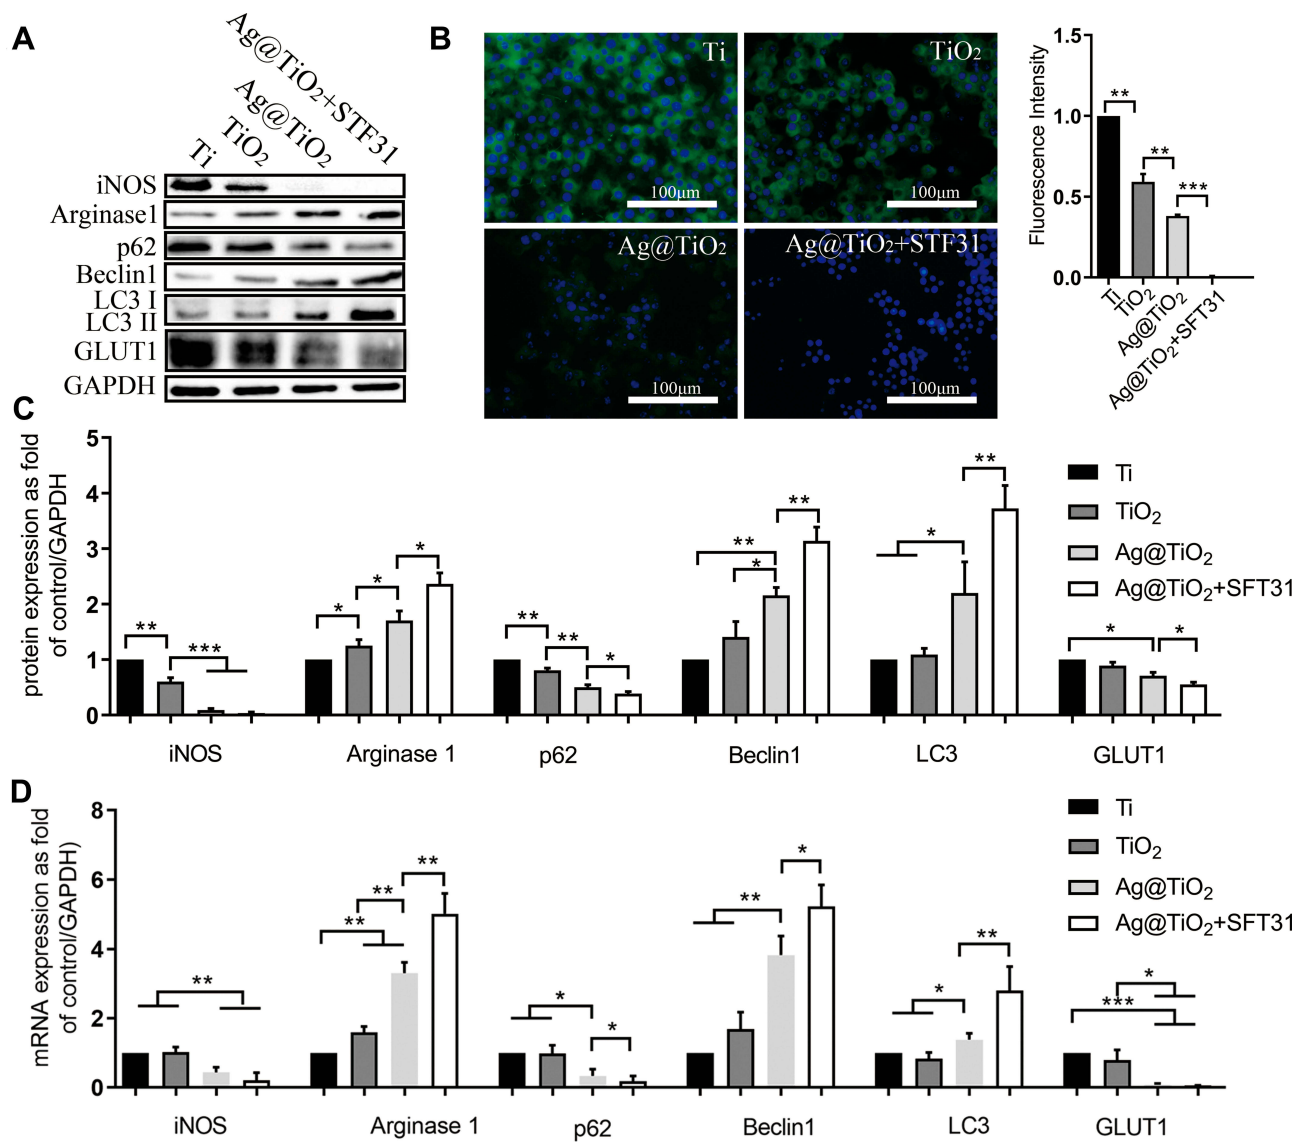 A
Ti
TiO2
Ag@TiO2
Ag@TiO2+STF31
iNOS
Arginase1
p62
Beclin1
LC3 I
LC3 II
GLUT1
GAPDH
B
Ti
100μm
TiO2
100μm
Ag@TiO2
100μm
Ag@TiO2+STF31
100μm
Fluorescence Intensity
1.5
1.0
0.5
0.0
**
**
***
Ti
TiO2
Ag@TiO2
Ag@TiO2+SFT31
C
protein expression as fold
of control/GAPDH
5
4
3
2
1
0
**
***
*
*
*
**
**
*
**
*
**
*
**
*
*
iNOS
Arginase 1
p62
Beclin1
LC3
GLUT1
Ti
TiO2
Ag@TiO2
Ag@TiO2+SFT31
D
mRNA expression as fold
of control/GAPDH)
8
6
4
2
0
**
**
**
**
*
*
**
*
*
**
***
*
iNOS
Arginase 1
p62
Beclin1
LC3
GLUT1
Ti
TiO2
Ag@TiO2
Ag@TiO2+SFT31